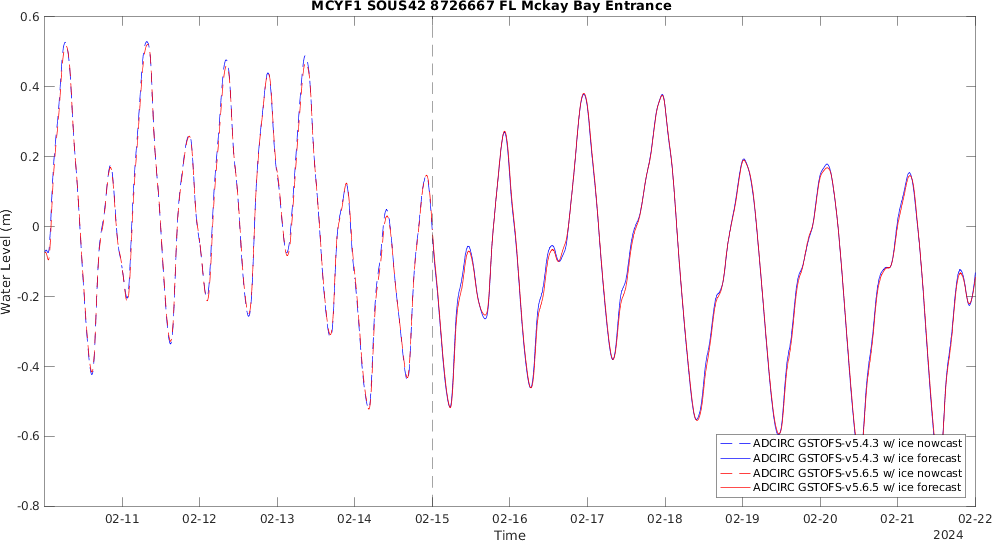 MCYF1 SOUS42 8726667 FL Mckay Bay Entrance
Water Level (m)
0.6
0.4
0.2
0
-0.2
-0.4
-0.6
-0.8
ADCIRC GSTOFS-v5.4.3 w/ ice nowcast
ADCIRC GSTOFS-v5.4.3 w/ ice forecast
ADCIRC GSTOFS-v5.6.5 w/ ice nowcast
ADCIRC GSTOFS-v5.6.5 w/ ice forecast
02-11 02-12 02-13 02-14 02-15 02-16 02-17 02-18 02-19 02-20 02-21 02-22
Time
2024